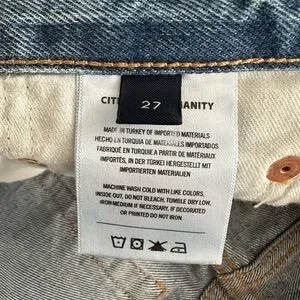 CIT 27 ANITY
MADE IN TURKEY OF IMPORTED MATERIALS
HECHO EN TURQUIA DE MATERIALES IMPORTADOS
FABRIQUÉ EN TURQUIE A PARTIR DE MATÉRIAUX
IMPORTÉS, IN DER TÜRKEI HERGESTELLT MIT
IMPORTIERTEN MATERIALIEN
MACHINE WASH COLD WITH LIKE COLORS,
INSIDE OUT, DO NOT BLEACH, TUMBLE DRY LOW.
IRON MEDIUM IF NECESSARY, IF DECORATED
OR PRINTED DO NOT IRON.